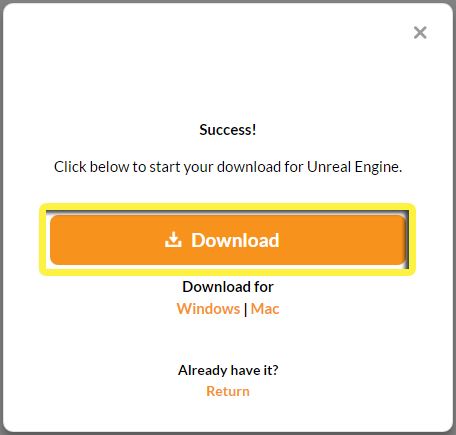 Success!
Click below to start your download for Unreal Engine.
Download
Download for
Windows | Mac
Already have it?
Return